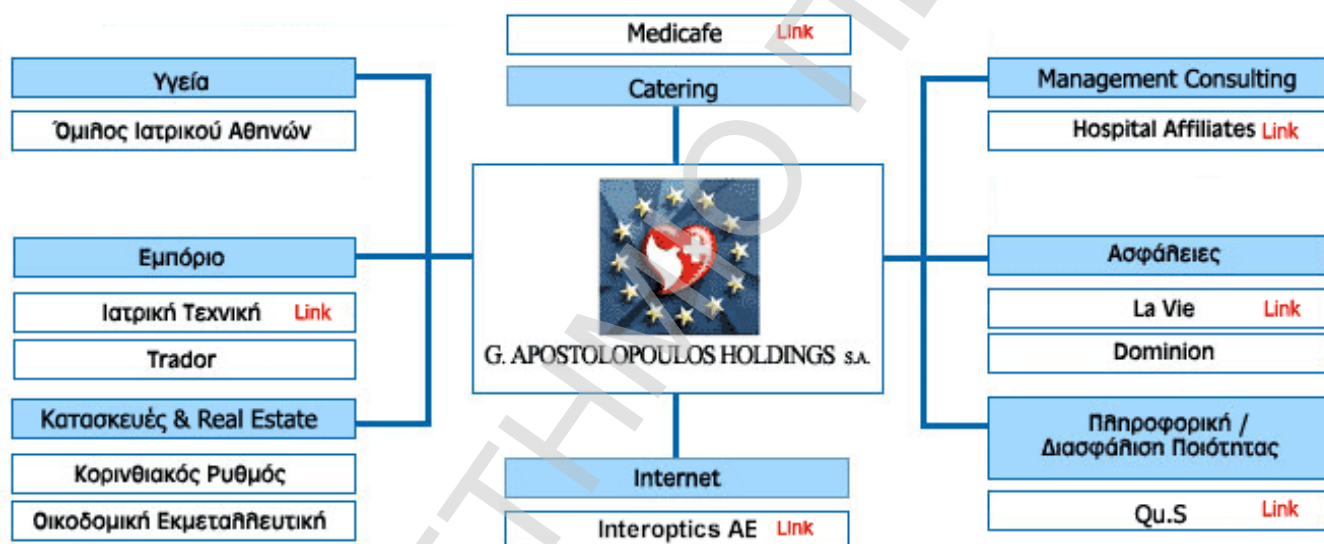 Medicafe Link
Catering
Υγεία
Όμιλος Ιατρικού Αθηνών
Εμπόριο
Ιατρική Τεχνική Link
Trador
Κατασκευές & Real Estate
Κορινθιακός Ρυθμός
Οικοδομική Εκμεταλλευτική
G. APOSTOLOPOULOS HOLDINGS S.A.
Internet
Interoptics AE Link
Management Consulting
Hospital Affiliates Link
Ασφάλειες
La Vie Link
Dominion
Πληροφορική /
Διασφάλιση Ποιότητας
Qu.S Link